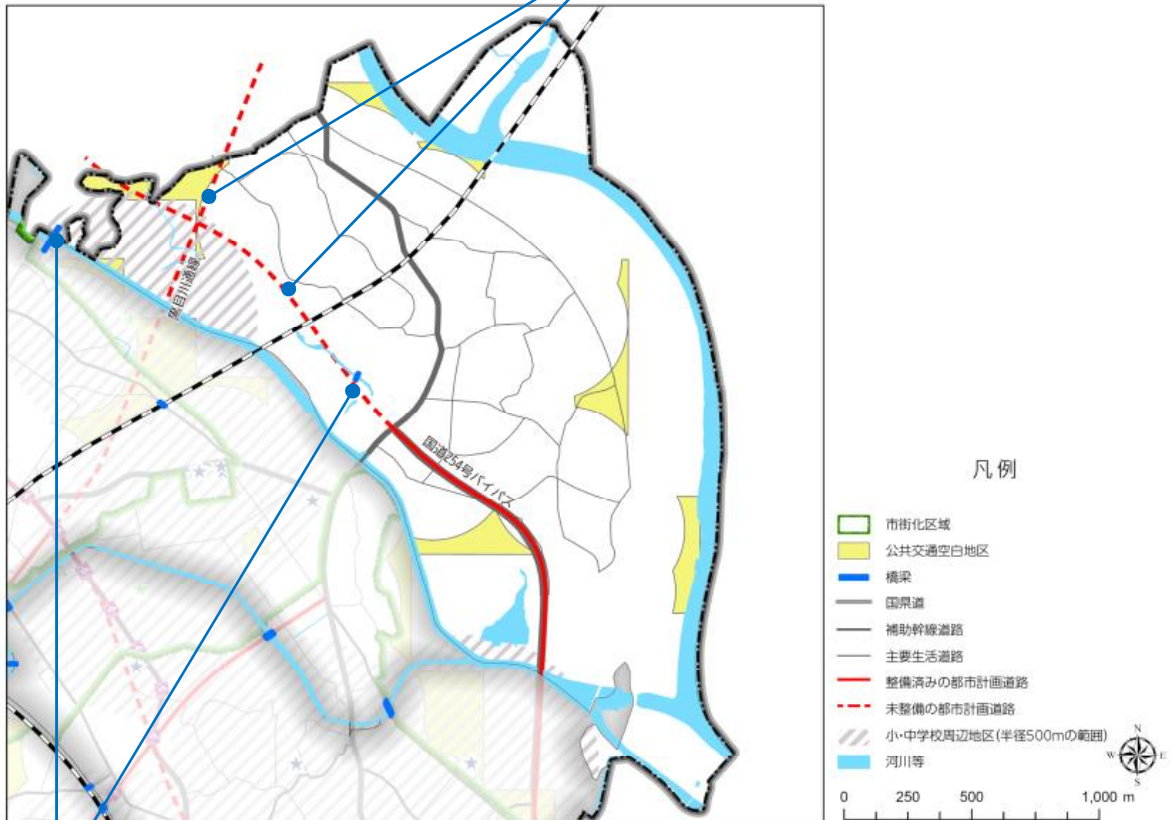 黒目川通線
国道254号バイパス
凡例
市街化区域
公共交通空白地区
橋梁
国県道
補助幹線道路
主要生活道路
整備済みの都市計画道路
未整備の都市計画道路
小・中学校周辺地区(半径500mの範囲)
河川等
N
W
E
S
0 250 500 1,000 m